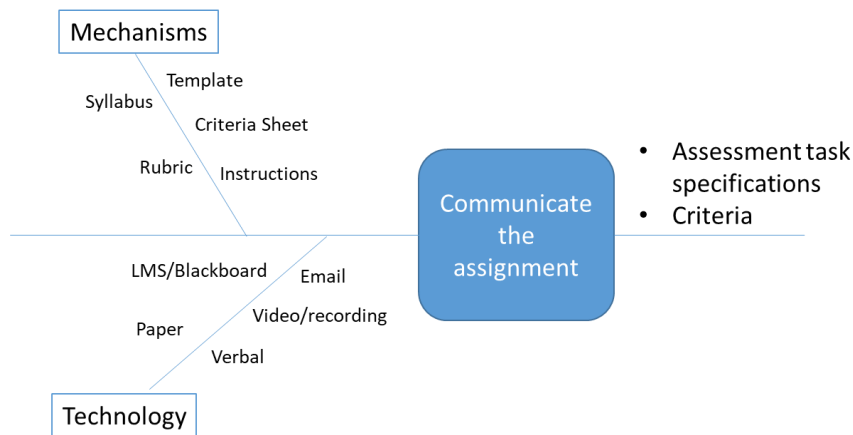 Mechanisms
Template
Syllabus
Criteria Sheet
Rubric
Instructions
Communicate
the
assignment
• Assessment task
specifications
• Criteria
LMS/Blackboard
Email
Video/recording
Paper
Verbal
Technology